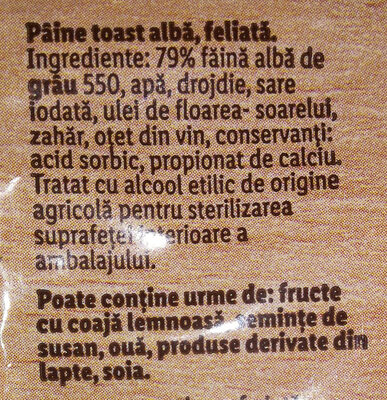 Pâine toast albă, feliată.
Ingrediente: 79% făină albă de
grâu 550, apă, drojdie, sare
iodată, ulei de floarea- soarelui,
zahăr, oțet din vin, conservanți:
acid sorbic, propionat de calciu.
Tratat cu alcool etilic de origine
agricolă pentru sterilizarea
suprafeței interioare a
ambalajului.
Poate conține urme de: fructe
cu coajă lemnoasă, semințe de
susan, ouă, produse derivate din
lapte, soia.